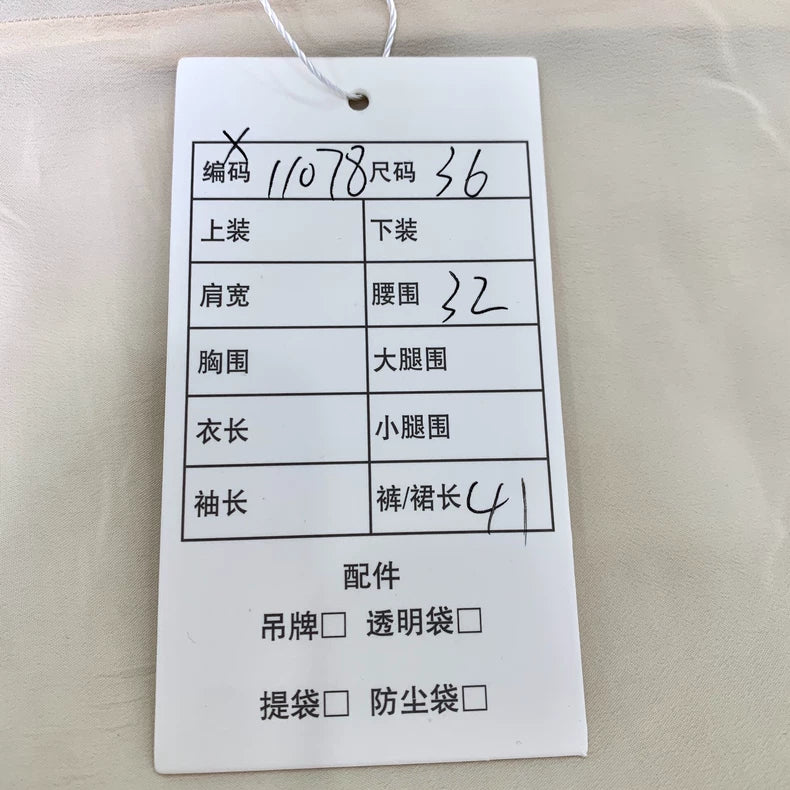 X
编码 11078 尺码 36
上装 下装
肩宽 腰围 32
胸围 大腿围
衣长 小腿围
袖长 裤/裙长 41
配件
吊牌□ 透明袋□
提袋□ 防尘袋□